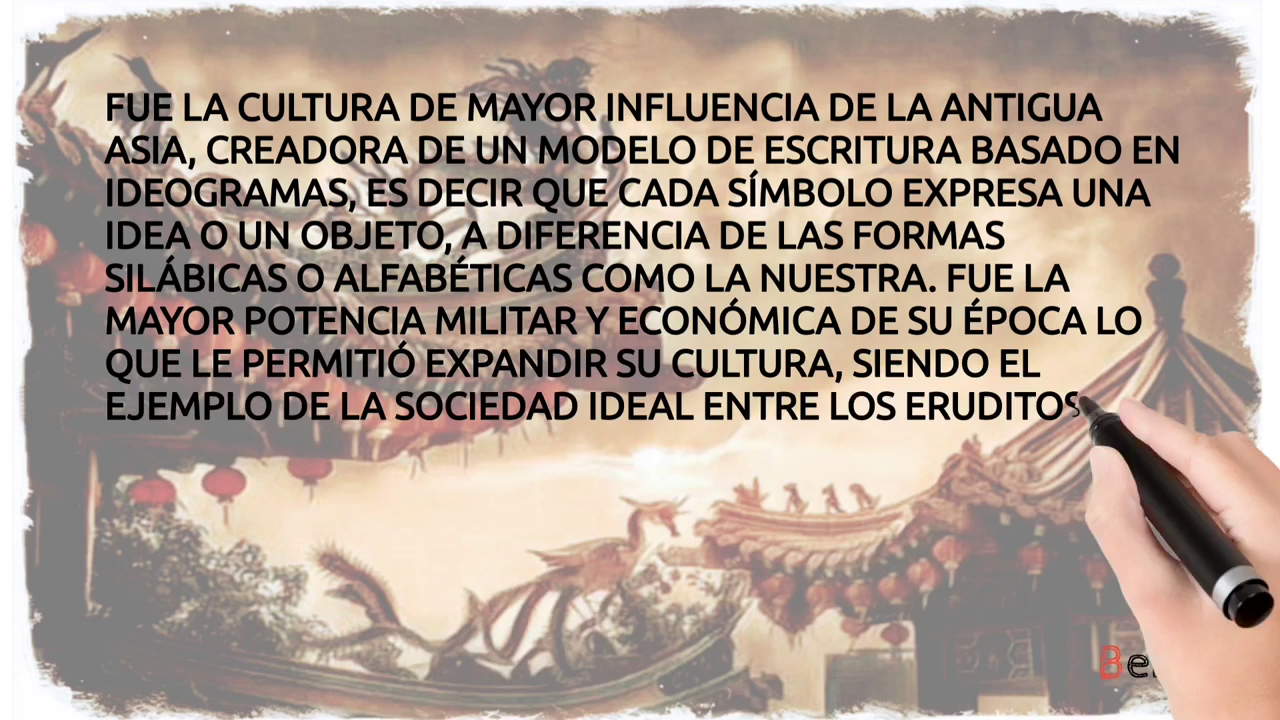 FUE LA CULTURA DE MAYOR INFLUENCIA DE LA ANTIGUA
ASIA, CREADORA DE UN MODELO DE ESCRITURA BASADO EN
IDEOGRAMAS, ES DECIR QUE CADA SÍMBOLO EXPRESA UNA
IDEA O UN OBJETO, A DIFERENCIA DE LAS FORMAS
SILÁBICAS O ALFABÉTICAS COMO LA NUESTRA. FUE LA
MAYOR POTENCIA MILITAR Y ECONÓMICA DE SU ÉPOCA LO
QUE LE PERMITIÓ EXPANDIR SU CULTURA, SIENDO EL
EJEMPLO DE LA SOCIEDAD IDEAL ENTRE LOS ERUDITOS